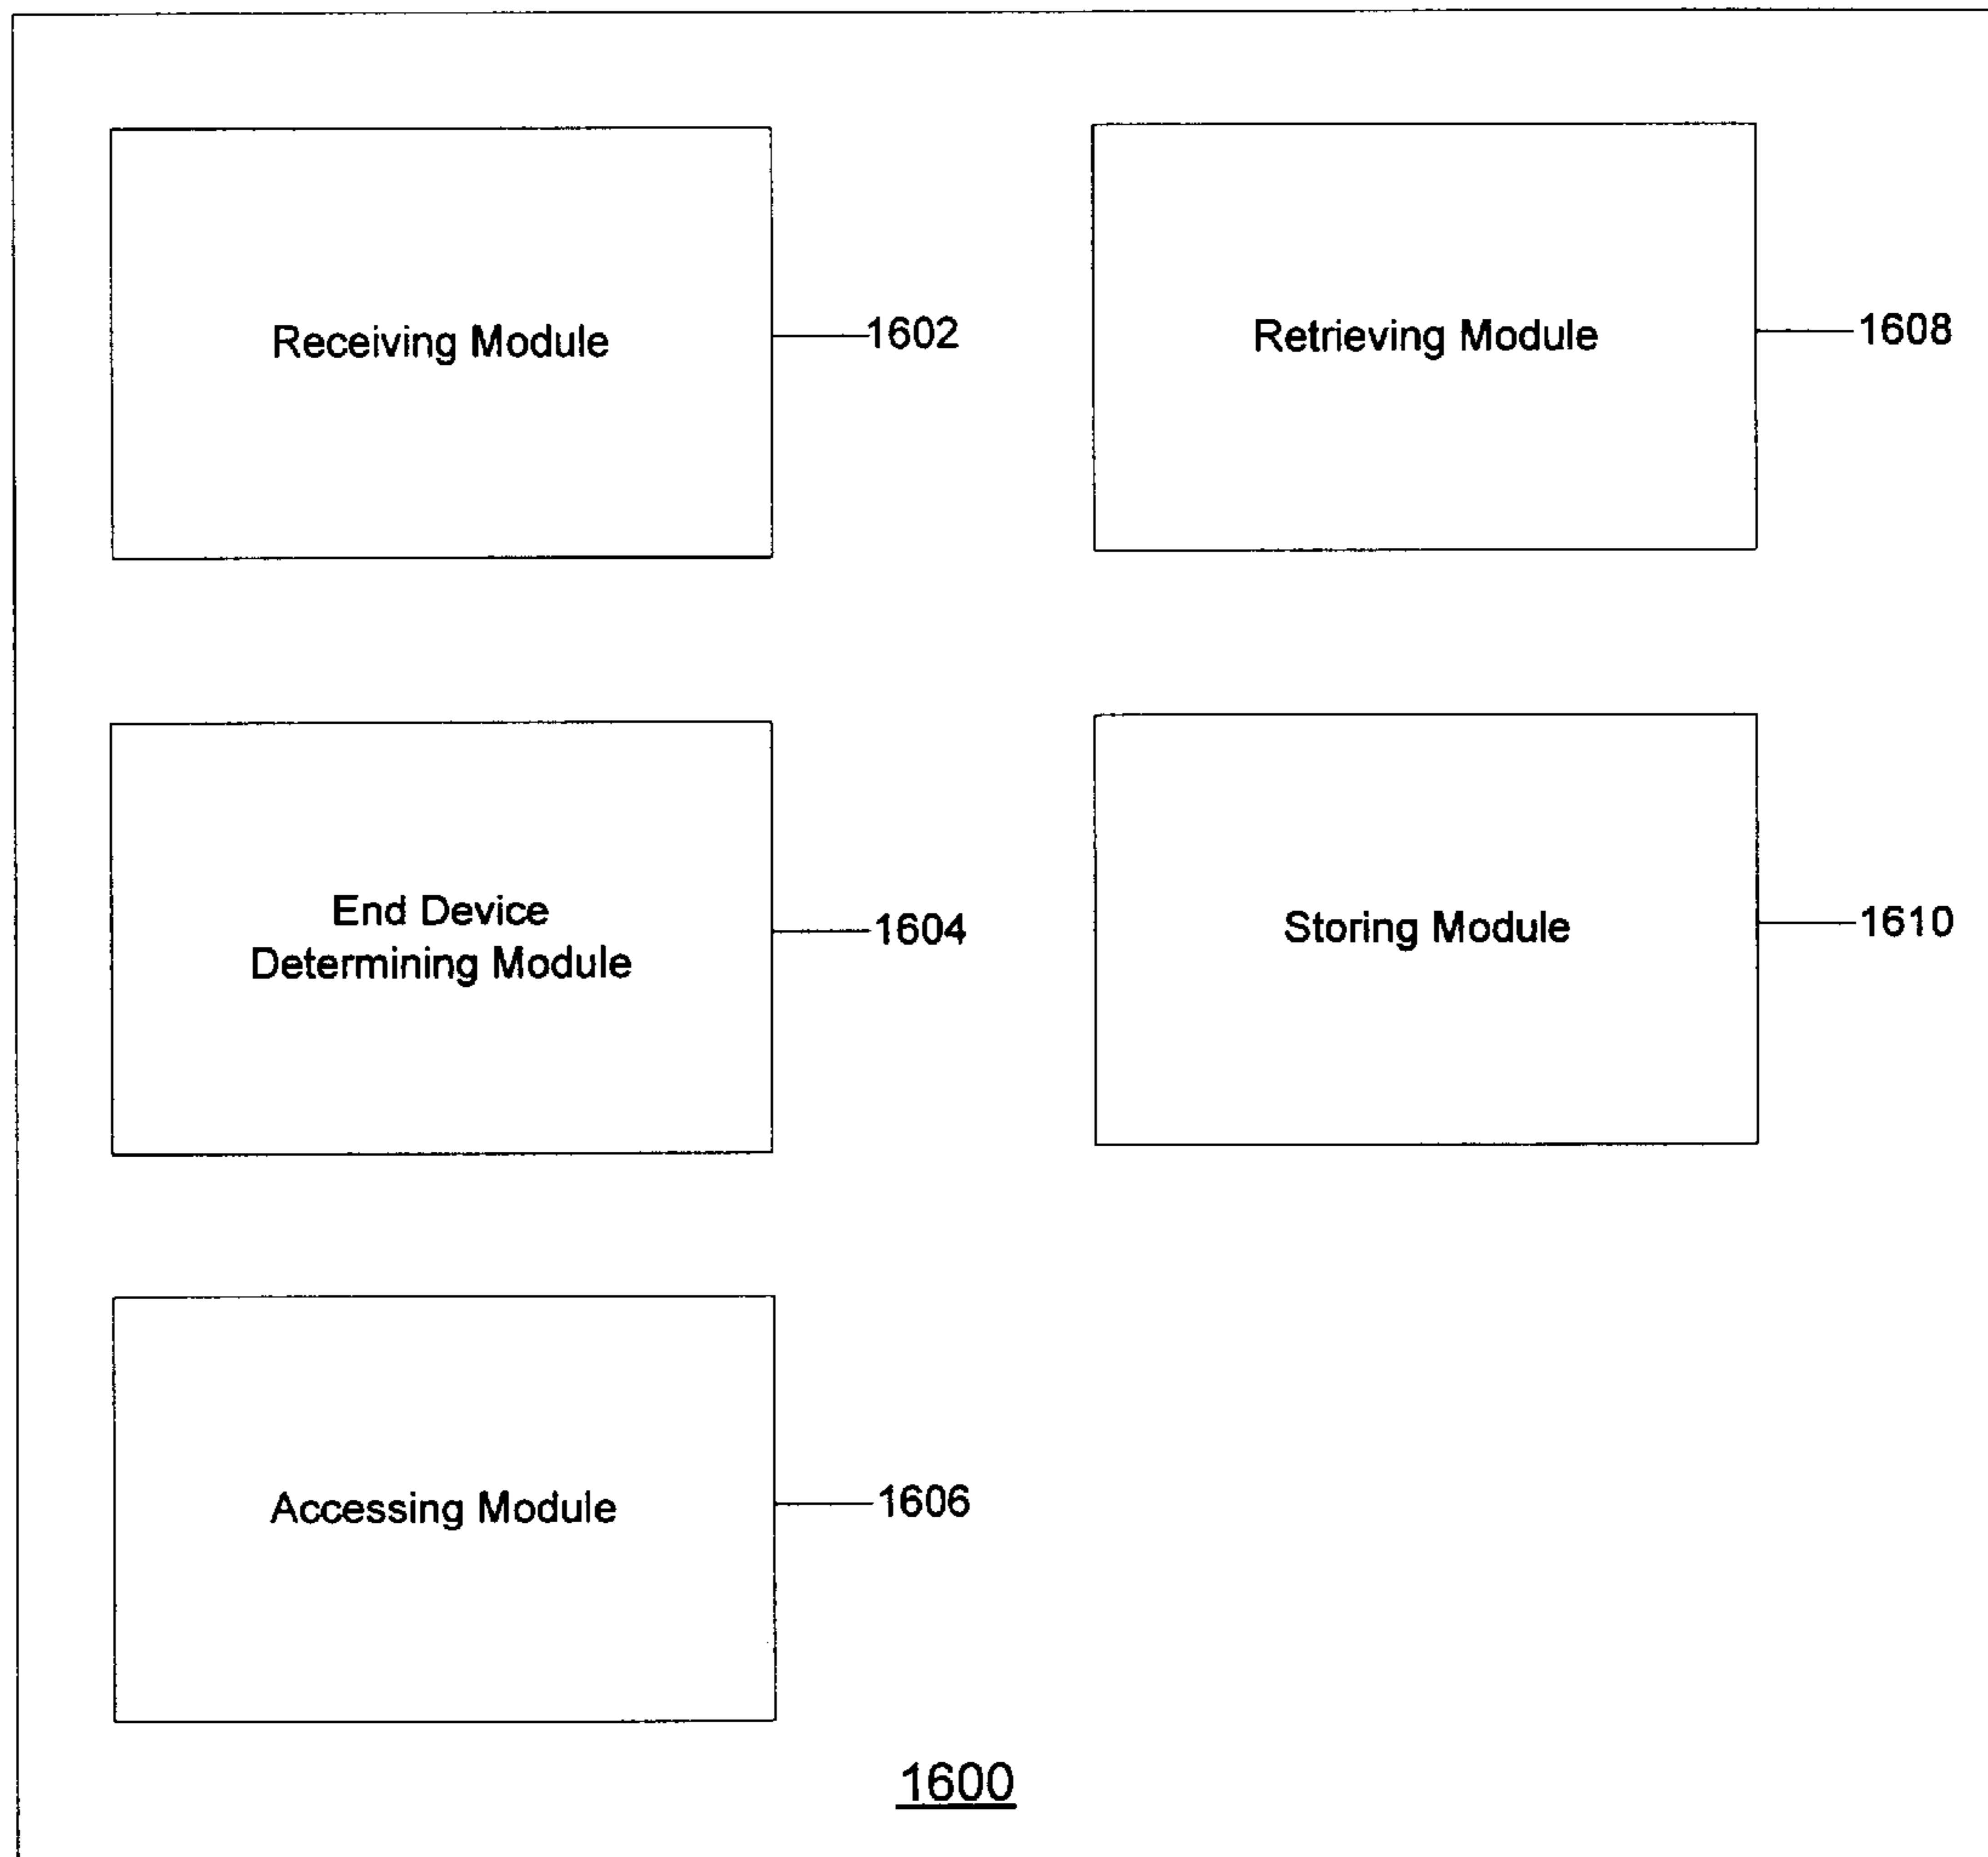 Receiving Module
1602
Retrieving Module
1608
End Device
Determining Module
1604
Storing Module
1610
Accessing Module
1606
1600